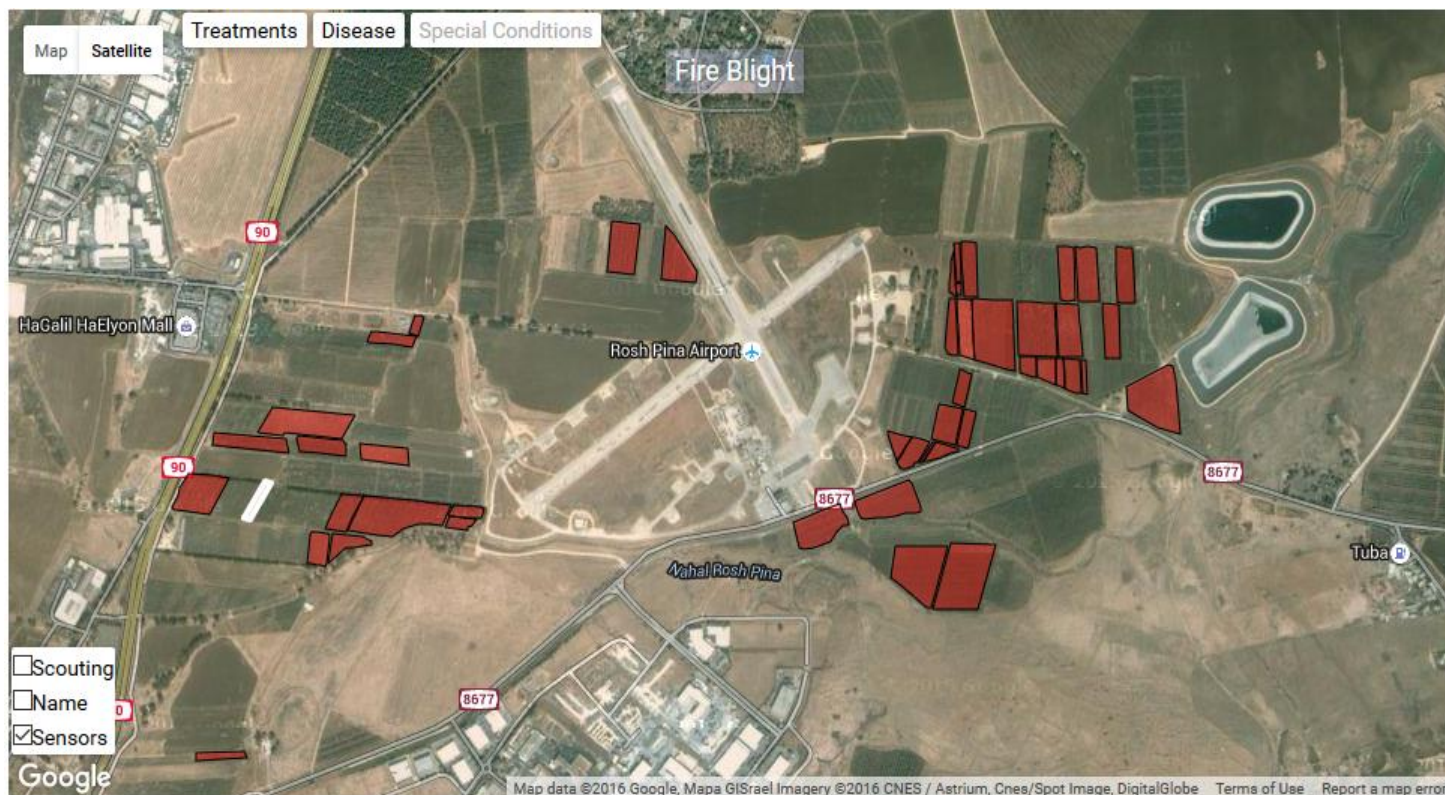 Map
Satellite
Treatments
Disease
Special Conditions
Fire Blight
90
HaGalil HaElyon Mall
Rosh Pina Airport
Google
90
8677
8677
Tuba
Nahal Rosh Pina
Scouting
Name
Sensors
0
8677
Google
Map data ©2016 Google, Mapa GISrael Imagery ©2016 CNES / Astrium, Cnes/Spot Image, DigitalGlobe Terms of Use Report a map error